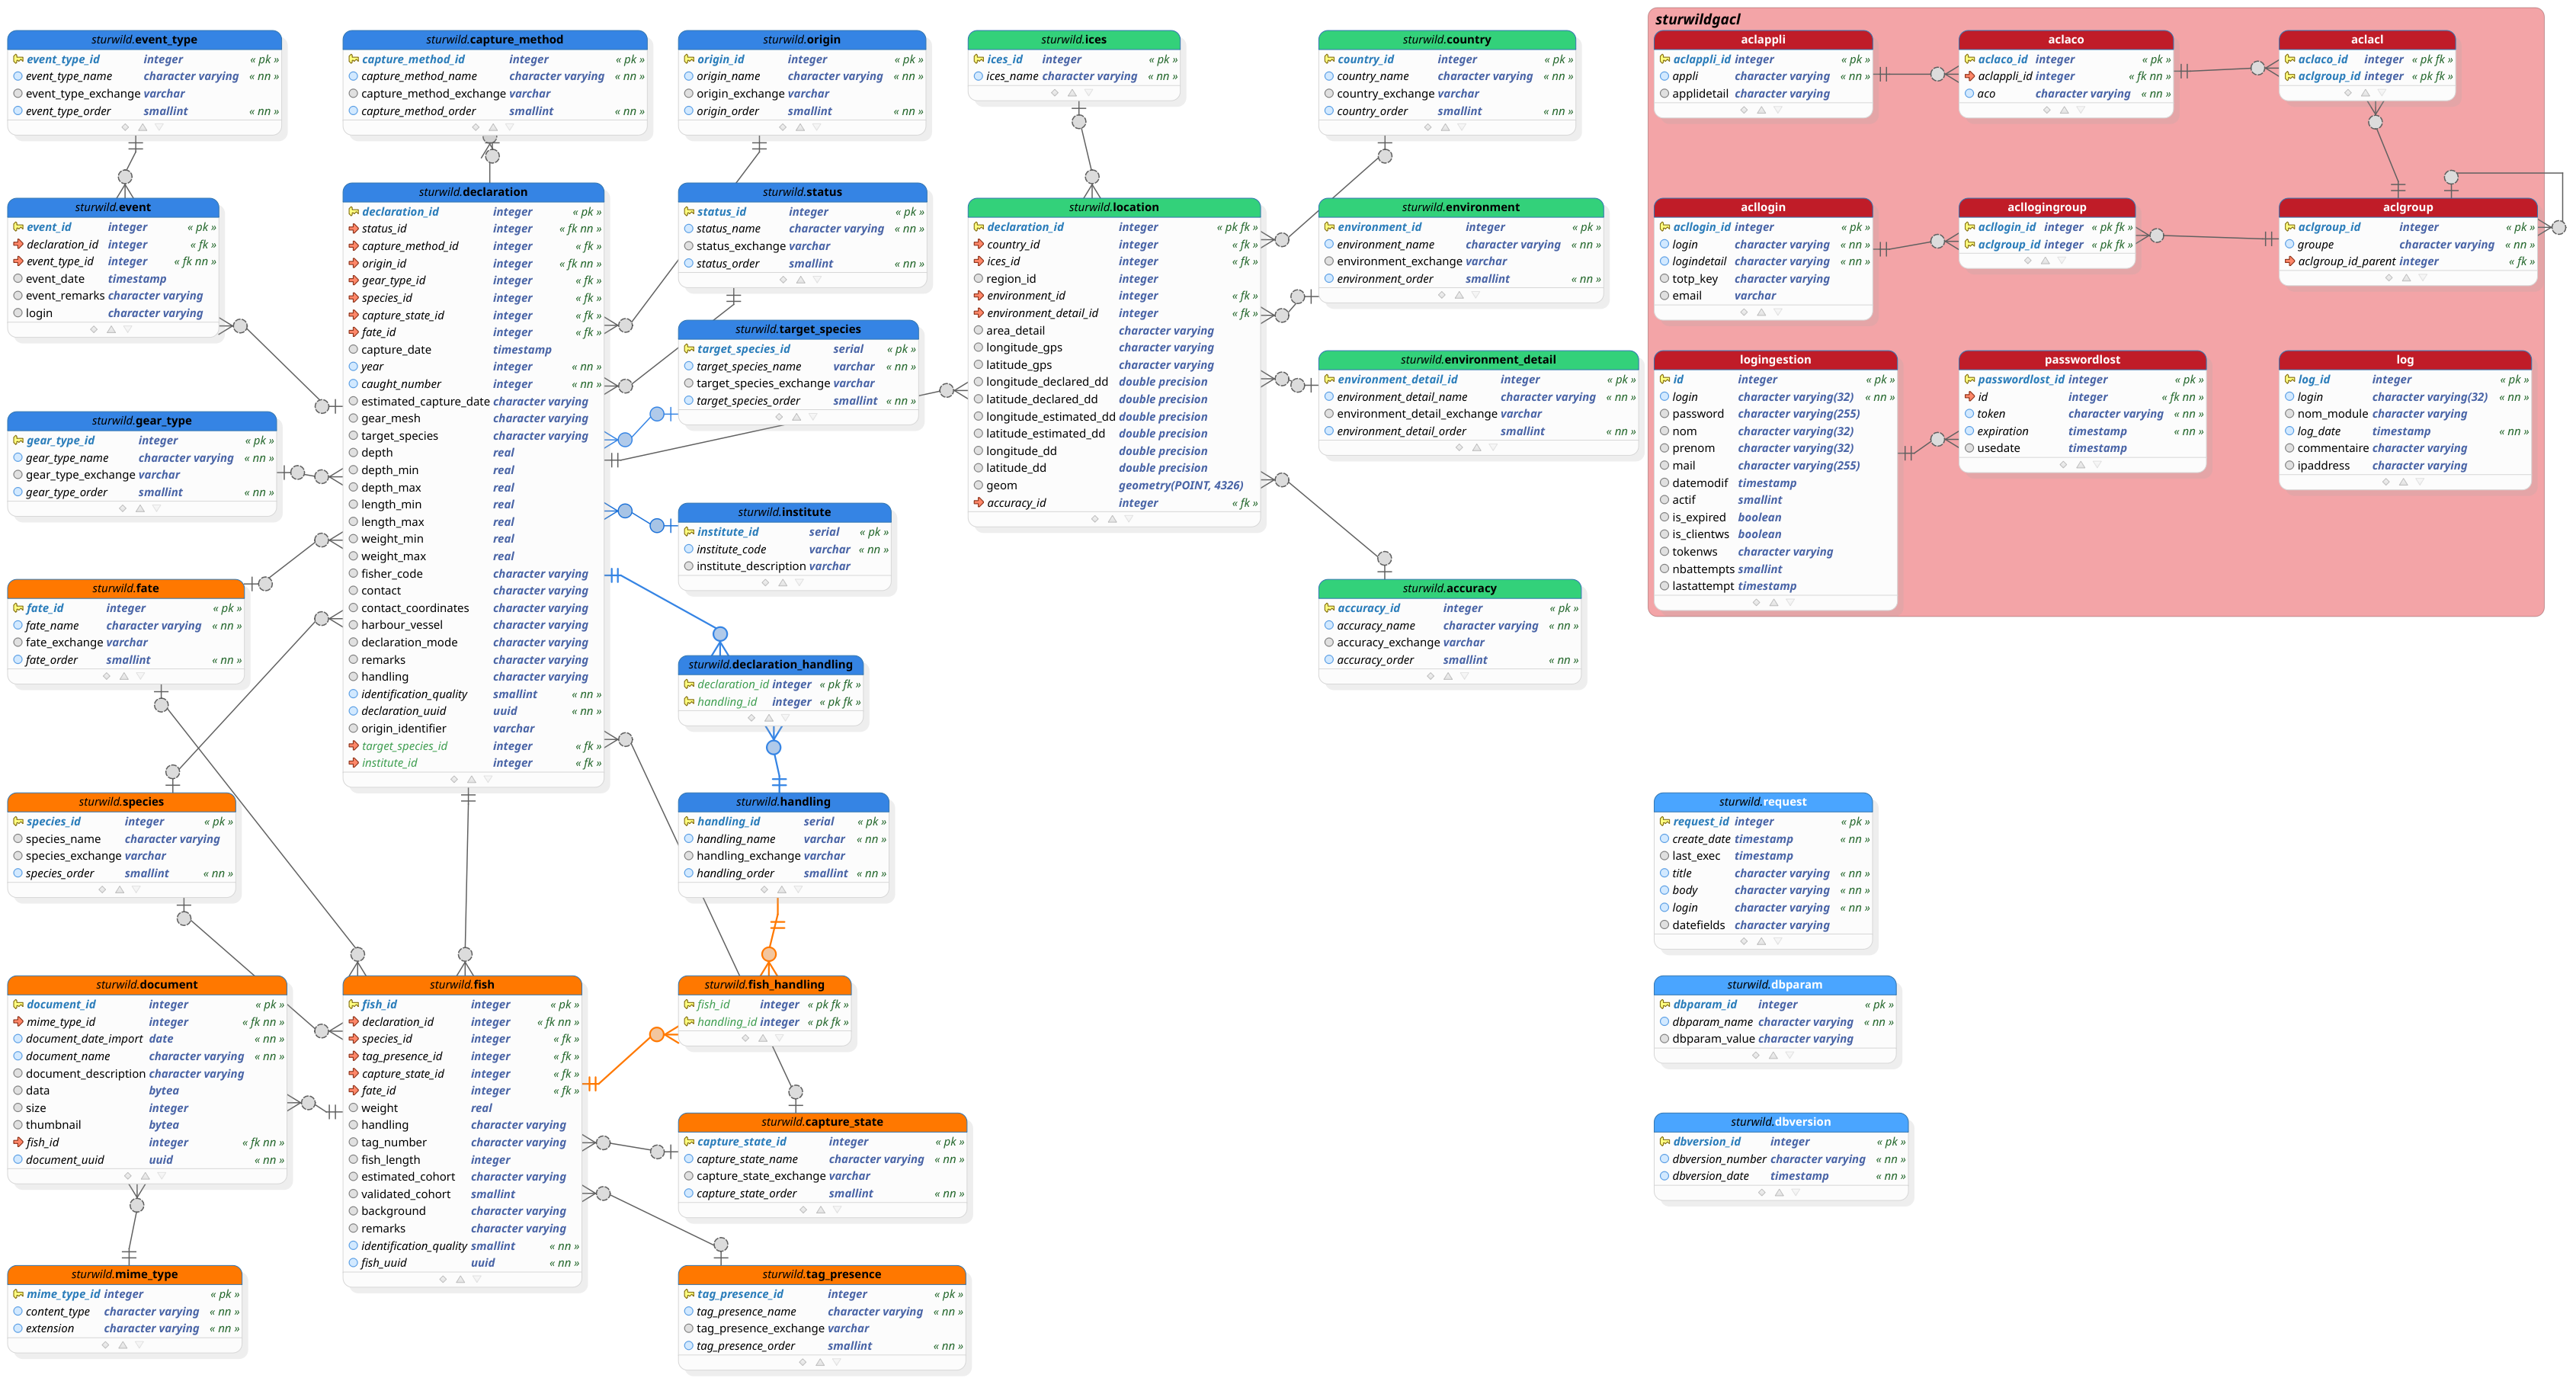 sturwild.event_type
event_type_id integer « pk »
event_type_name character varying « nn »
event_type_exchange varchar
event_type_order smallint « nn »
sturwild.capture_method
capture_method_id integer « pk »
capture_method_name character varying « nn »
capture_method_exchange varchar
capture_method_order smallint « nn »
sturwild.origin
origin_id integer « pk »
origin_name character varying « nn »
origin_exchange varchar
origin_order smallint « nn »
sturwild.ices
ices_id integer « pk »
ices_name character varying « nn »
sturwild.country
country_id integer « pk »
country_name character varying « nn »
country_exchange varchar
country_order smallint « nn »
sturwildgacl
aclappli
aclappli_id integer « pk »
appli character varying « nn »
applidetail character varying
aclaco
aclaco_id integer « pk »
aclappli_id integer « fk nn »
aco character varying « nn »
aclacl
aclaco_id integer « pk fk »
aclgroup_id integer « pk fk »
sturwild.event
event_id integer « pk »
declaration_id integer « fk »
event_type_id integer « fk nn »
event_date timestamp
event_remarks character varying
login character varying
sturwild.declaration
declaration_id integer « pk »
status_id integer « fk nn »
capture_method_id integer « fk »
origin_id integer « fk nn »
gear_type_id integer « fk »
species_id integer « fk »
capture_state_id integer « fk »
fate_id integer « fk »
capture_date timestamp
year integer « nn »
caught_number integer « nn »
estimated_capture_date character varying
gear_mesh character varying
target_species character varying
depth real
depth_min real
depth_max real
length_min real
length_max real
weight_min real
weight_max real
fisher_code character varying
contact character varying
contact_coordinates character varying
harbour_vessel character varying
declaration_mode character varying
remarks character varying
handling character varying
identification_quality smallint « nn »
declaration_uuid uuid « nn »
origin_identifier varchar
target_species_id integer « fk »
institute_id integer « fk »
sturwild.status
status_id integer « pk »
status_name character varying « nn »
status_exchange varchar
status_order smallint « nn »
sturwild.target_species
target_species_id serial « pk »
target_species_name varchar « nn »
target_species_exchange varchar
target_species_order smallint « nn »
sturwild.location
declaration_id integer « pk fk »
country_id integer « fk »
ices_id integer « fk »
region_id integer
environment_id integer « fk »
environment_detail_id integer « fk »
area_detail character varying
longitude_gps character varying
latitude_gps character varying
longitude_declared_dd double precision
latitude_declared_dd double precision
longitude_estimated_dd double precision
latitude_estimated_dd double precision
longitude_dd double precision
latitude_dd double precision
geom geometry(POINT, 4326)
accuracy_id integer « fk »
sturwild.environment
environment_id integer « pk »
environment_name character varying « nn »
environment_exchange varchar
environment_order smallint « nn »
sturwild.environment_detail
environment_detail_id integer « pk »
environment_detail_name character varying « nn »
environment_detail_exchange varchar
environment_detail_order smallint « nn »
acllogin
acllogin_id integer « pk »
login character varying « nn »
logindetail character varying « nn »
totp_key character varying
email varchar
acllogingroup
acllogin_id integer « pk fk »
aclgroup_id integer « pk fk »
aclgroup
aclgroup_id integer « pk »
groupe character varying « nn »
aclgroup_id_parent integer « fk »
logingestion
id integer « pk »
login character varying(32) « nn »
password character varying(255)
nom character varying(32)
prenom character varying(32)
mail character varying(255)
datemodif timestamp
actif smallint
is_expired boolean
is_clientws boolean
tokenws character varying
nbattempts smallint
lastattempt timestamp
passwordlost
passwordlost_id integer « pk »
id integer « fk nn »
token character varying « nn »
expiration timestamp « nn »
usedate timestamp
log
log_id integer « pk »
login character varying(32) « nn »
nom_module character varying
log_date timestamp « nn »
commentaire character varying
ipaddress character varying
sturwild.gear_type
gear_type_id integer « pk »
gear_type_name character varying « nn »
gear_type_exchange varchar
gear_type_order smallint « nn »
sturwild.institute
institute_id serial « pk »
institute_code varchar « nn »
institute_description varchar
sturwild.fate
fate_id integer « pk »
fate_name character varying « nn »
fate_exchange varchar
fate_order smallint « nn »
sturwild.accuracy
accuracy_id integer « pk »
accuracy_name character varying « nn »
accuracy_exchange varchar
accuracy_order smallint « nn »
sturwild.declaration_handling
declaration_id integer « pk fk »
handling_id integer « pk fk »
sturwild.species
species_id integer « pk »
species_name character varying
species_exchange varchar
species_order smallint « nn »
sturwild.handling
handling_id serial « pk »
handling_name varchar « nn »
handling_exchange varchar
handling_order smallint « nn »
sturwild.request
request_id integer « pk »
create_date timestamp « nn »
last_exec timestamp
title character varying « nn »
body character varying « nn »
login character varying « nn »
datefields character varying
sturwild.document
document_id integer « pk »
mime_type_id integer « fk nn »
document_date_import date « nn »
document_name character varying « nn »
document_description character varying
data bytea
size integer
thumbnail bytea
fish_id integer « fk nn »
document_uuid uuid « nn »
sturwild.fish
fish_id integer « pk »
declaration_id integer « fk nn »
species_id integer « fk »
tag_presence_id integer « fk »
capture_state_id integer « fk »
fate_id integer « fk »
weight real
handling character varying
tag_number character varying
fish_length integer
estimated_cohort character varying
validated_cohort smallint
background character varying
remarks character varying
identification_quality smallint « nn »
fish_uuid uuid « nn »
sturwild.fish_handling
fish_id integer « pk fk »
handling_id integer « pk fk »
sturwild.dbparam
dbparam_id integer « pk »
dbparam_name character varying « nn »
dbparam_value character varying
sturwild.capture_state
capture_state_id integer « pk »
capture_state_name character varying « nn »
capture_state_exchange varchar
capture_state_order smallint « nn »
sturwild.dbversion
dbversion_id integer « pk »
dbversion_number character varying « nn »
dbversion_date timestamp « nn »
sturwild.mime_type
mime_type_id integer « pk »
content_type character varying « nn »
extension character varying « nn »
sturwild.tag_presence
tag_presence_id integer « pk »
tag_presence_name character varying « nn »
tag_presence_exchange varchar
tag_presence_order smallint « nn »